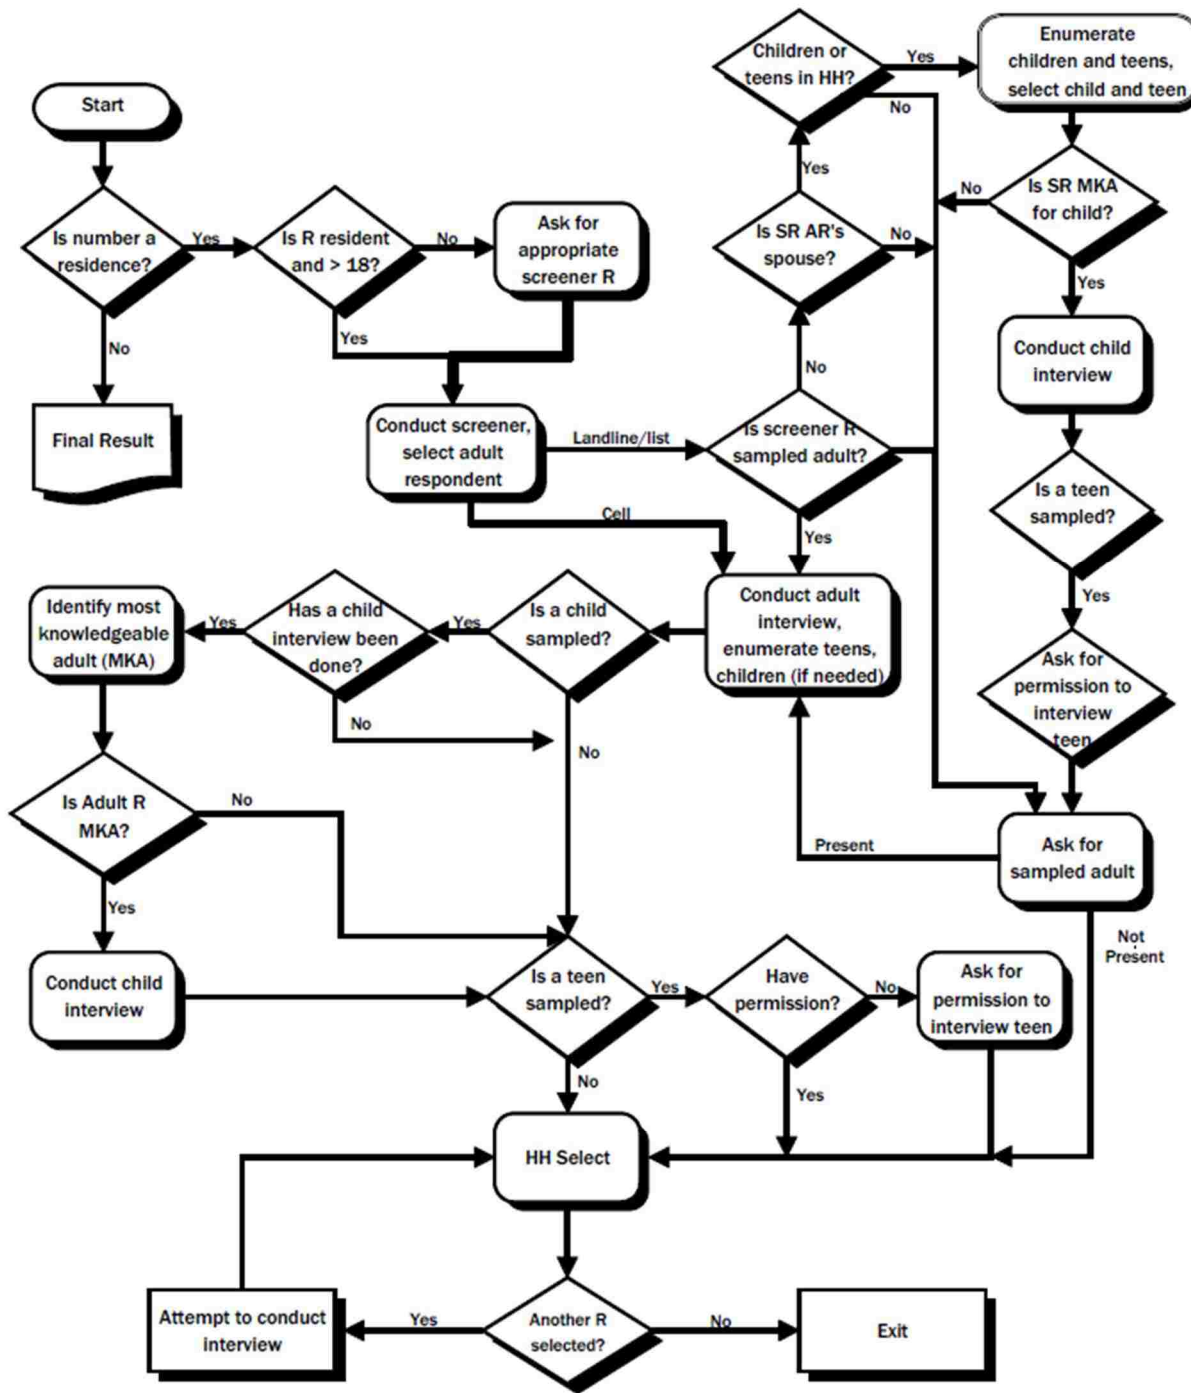 Start
Is number a
residence?
Yes
No
Final Result
Is R resident
and > 18?
No
Yes
Ask for
appropriate
screener R
Conduct screener,
select adult
respondent
Landline/list
Cell
Is screener R
sampled adult?
No
Yes
Is SR AR's
spouse?
No
Yes
Children or
teens in HH?
Yes
No
Enumerate
children and teens,
select child and teen
Is SR MKA
for child?
No
Yes
Conduct child
interview
Is a teen
sampled?
Yes
Ask for
permission to
interview
teen
Ask for
sampled adult
Present
Not
Present
Conduct adult
interview,
enumerate teens,
children (if needed)
Is a child
sampled?
Yes
No
Has a child
interview been
done?
Yes
No
Identify most
knowledgeable
adult (MKA)
Is Adult R
MKA?
No
Yes
Conduct child
interview
Is a teen
sampled?
Yes
No
Have
permission?
No
Yes
Ask for
permission to
interview teen
HH Select
Another R
selected?
Yes
No
Attempt to conduct
interview
Exit